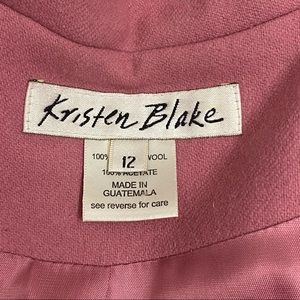 Kristen Blake
12
100% WOOL
100% ACETATE
MADE IN
GUATEMALA
see reverse for care